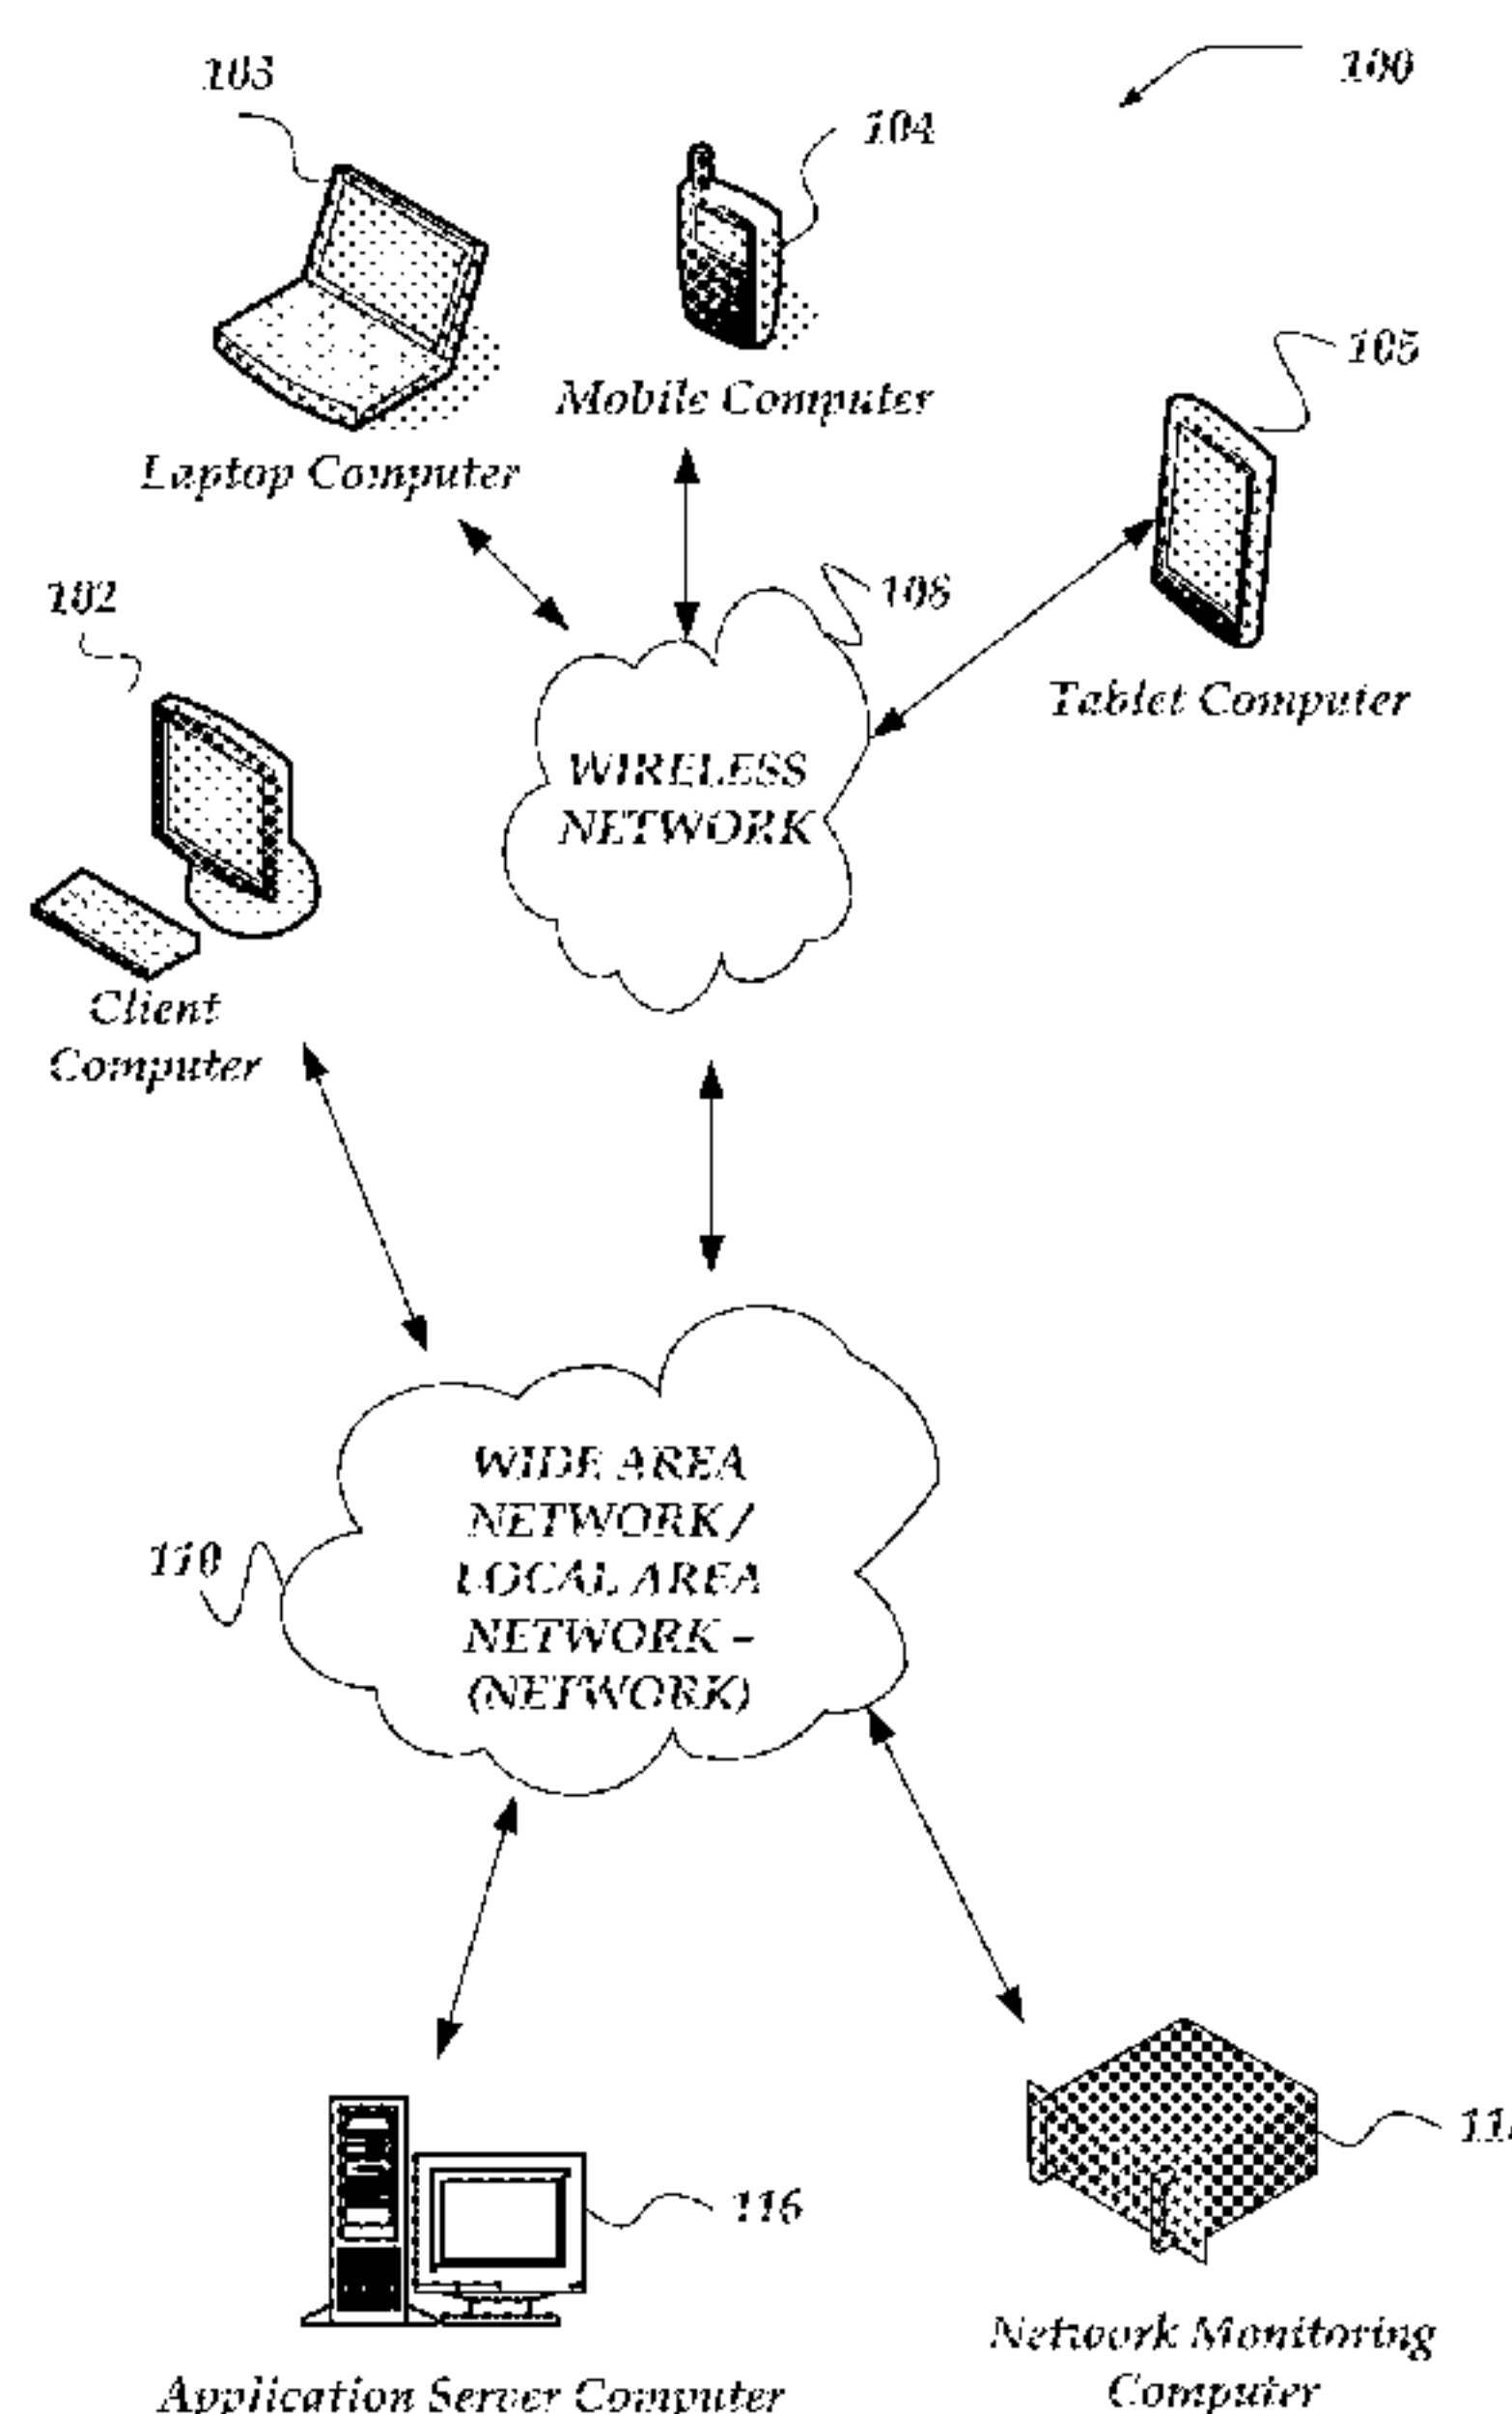 100
103
104
Mobile Computer
105
Laptop Computer
102
108
Tablet Computer
WIRELESS
NETWORK
Client
Computer
WIDE AREA
NETWORK /
LOCAL AREA
NETWORK –
(NETWORK)
110
116
Network Monitoring
Computer
Application Server Computer